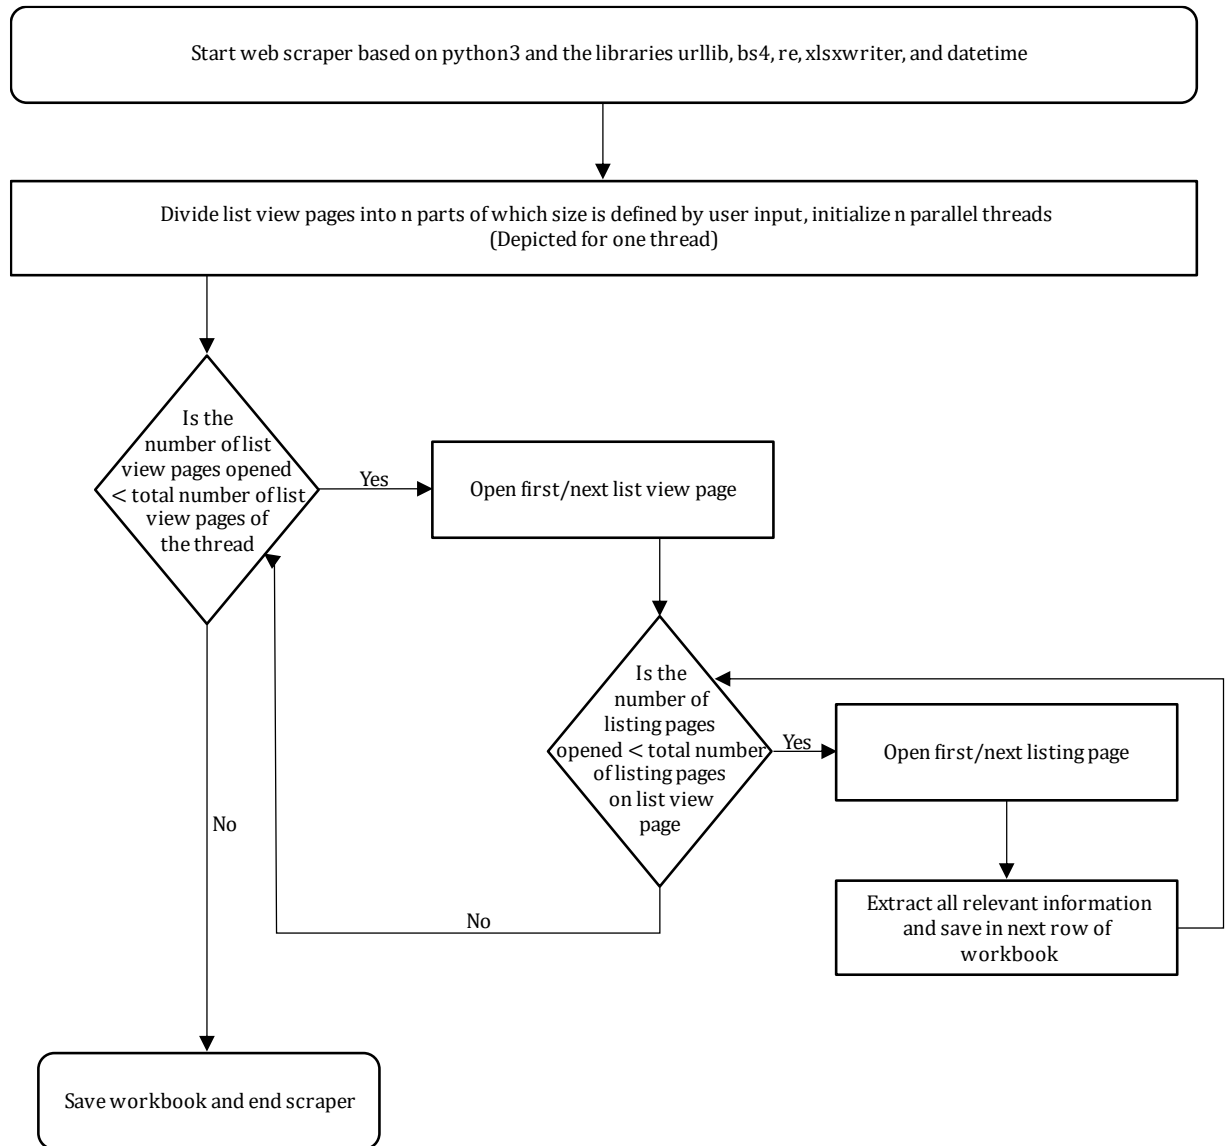 Start web scraper based on python3 and the libraries urllib, bs4, re, xlsxwriter, and datetime
Divide list view pages into n parts of which size is defined by user input, initialize n parallel threads
(Depicted for one thread)
Is the
number of list
view pages opened
< total number of list
view pages of
the thread
Yes
Open first/next list view page
Is the
number of
listing pages
opened < total number
of listing pages
on list view
page
Yes
Open first/next listing page
Extract all relevant information
and save in next row of
workbook
No
No
Save workbook and end scraper